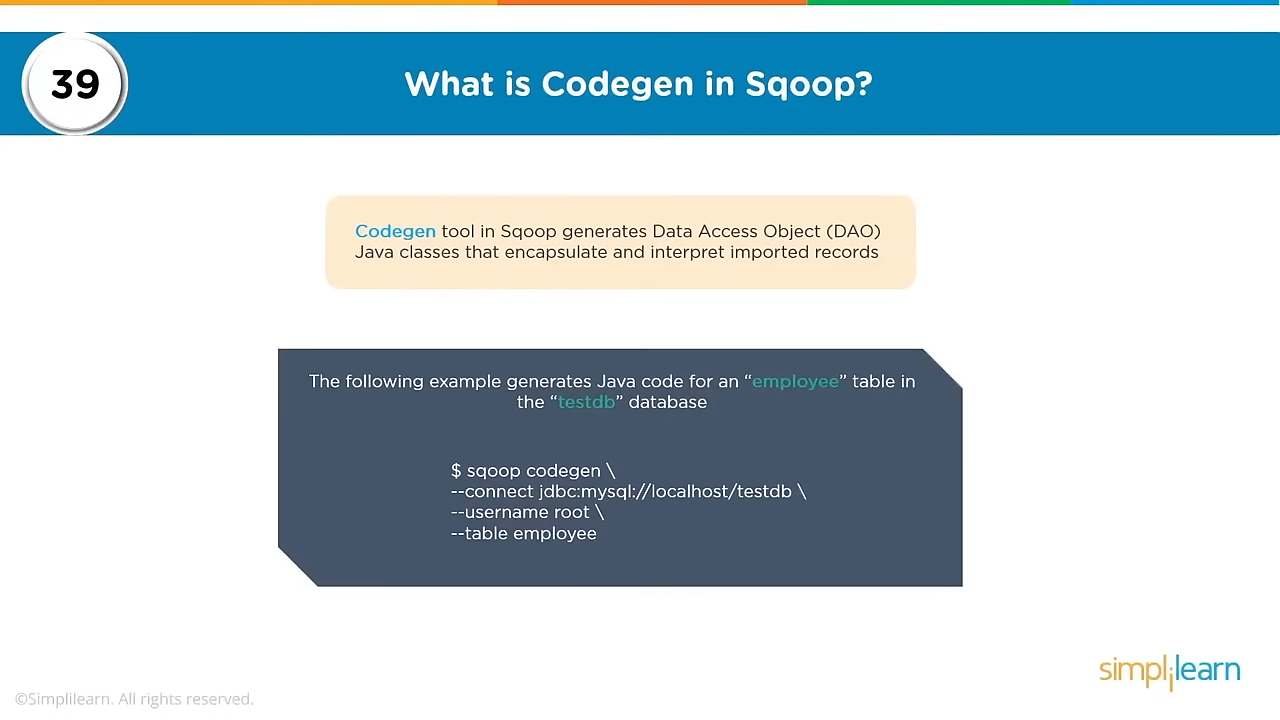 39
What is Codegen in Sqoop?
Codegen tool in Sqoop generates Data Access Object (DAO)
Java classes that encapsulate and interpret imported records
The following example generates Java code for an “employee” table in
the “testdb” database
$ sqoop codegen \
--connect jdbc:mysql://localhost/testdb \
--username root \
--table employee
simplilearn
©Simplilearn. All rights reserved.